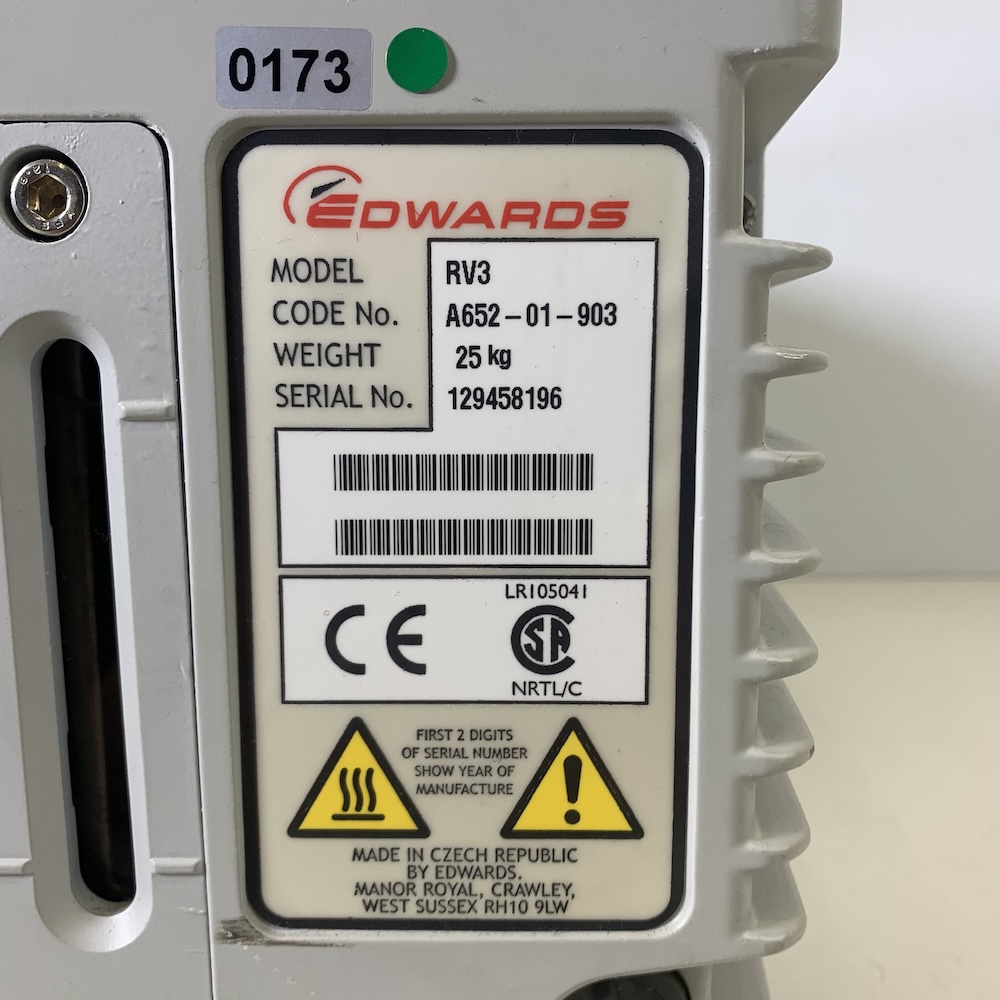 0173
EDWARDS
MODEL RV3
CODE No. A652-01-903
WEIGHT 25 kg
SERIAL No. 129458196
LR105041
CE
SA
NRTL/C
FIRST 2 DIGITS
OF SERIAL NUMBER
SHOW YEAR OF
MANUFACTURE
MADE IN CZECH REPUBLIC
BY EDWARDS.
MANOR ROYAL, CRAWLEY,
WEST SUSSEX RH10 9LW